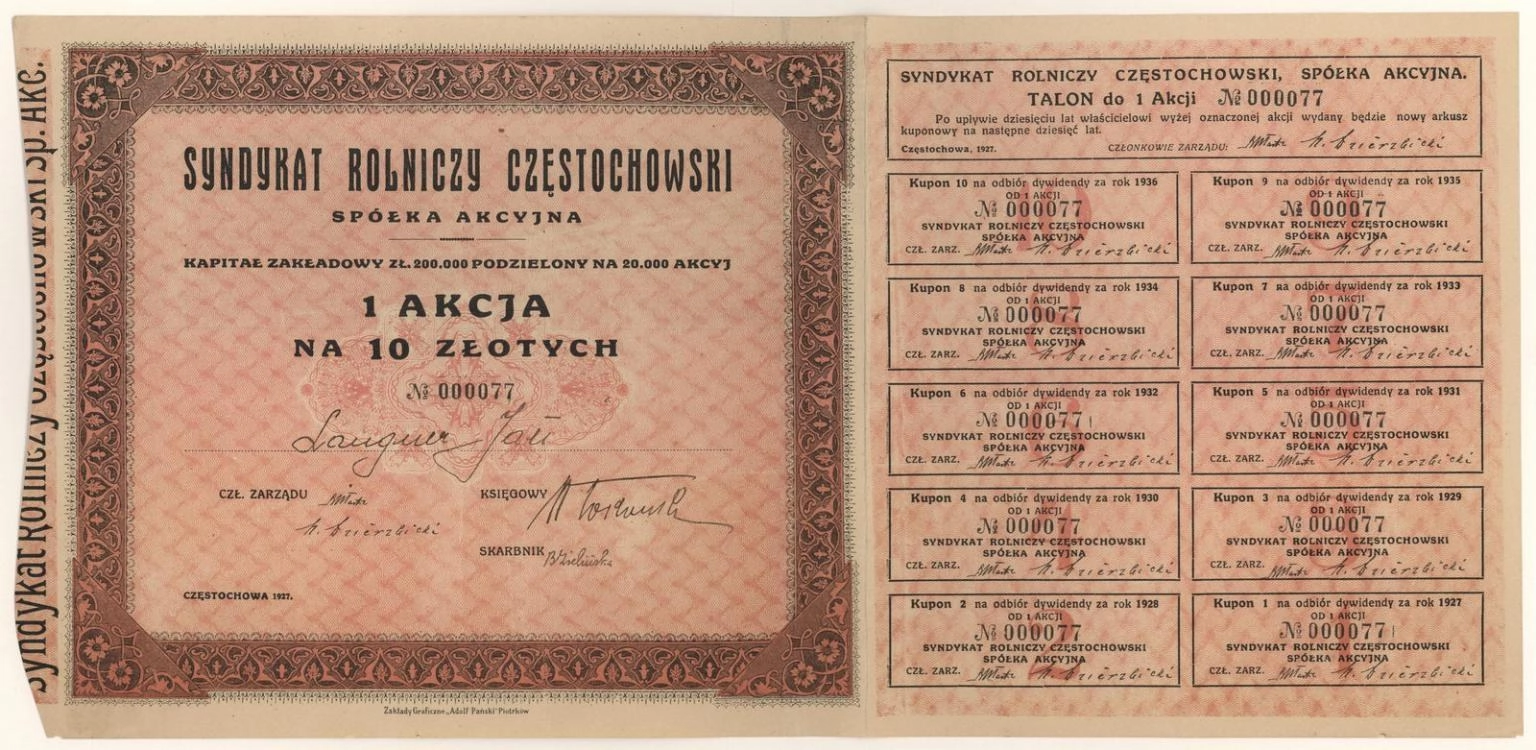 Syndykat Rolniczy Częstochowski Sp. Akc.
SYNDYKAT ROLNICZY CZĘSTOCHOWSKI
SPÓŁKA AKCYJNA
KAPITAŁ ZAKŁADOWY ZŁ. 200.000 PODZIELONY NA 20.000 AKCYJ
1 AKCJA
NA 10 ZŁOTYCH
№ 000077
CZŁ. ZARZĄDU
KSIĘGOWY
SKARBNIK
CZĘSTOCHOWA 1927.
Zakłady Graficzne „Adolf Pański" Piotrków
SYNDYKAT ROLNICZY CZĘSTOCHOWSKI, SPÓŁKA AKCYJNA.
TALON do 1 Akcji № 000077
Po upływie dziesięciu lat właścicielowi wyżej oznaczonej akcji wydany będzie nowy arkusz
kuponowy na następne dziesięć lat.
Częstochowa, 1927. CZŁONKOWIE ZARZĄDU:
Kupon 10 na odbiór dywidendy za rok 1936
OD 1 AKCJI
№ 000077
SYNDYKAT ROLNICZY CZĘSTOCHOWSKI
SPÓŁKA AKCYJNA
CZŁ. ZARZ.
Kupon 9 na odbiór dywidendy za rok 1935
OD 1 AKCJI
№ 000077
SYNDYKAT ROLNICZY CZĘSTOCHOWSKI
SPÓŁKA AKCYJNA
CZŁ. ZARZ.
Kupon 8 na odbiór dywidendy za rok 1934
OD 1 AKCJI
№ 000077
SYNDYKAT ROLNICZY CZĘSTOCHOWSKI
SPÓŁKA AKCYJNA
CZŁ. ZARZ.
Kupon 7 na odbiór dywidendy za rok 1933
OD 1 AKCJI
№ 000077
SYNDYKAT ROLNICZY CZĘSTOCHOWSKI
SPÓŁKA AKCYJNA
CZŁ. ZARZ.
Kupon 6 na odbiór dywidendy za rok 1932
OD 1 AKCJI
№ 000077
SYNDYKAT ROLNICZY CZĘSTOCHOWSKI
SPÓŁKA AKCYJNA
CZŁ. ZARZ.
Kupon 5 na odbiór dywidendy za rok 1931
OD 1 AKCJI
№ 000077
SYNDYKAT ROLNICZY CZĘSTOCHOWSKI
SPÓŁKA AKCYJNA
CZŁ. ZARZ.
Kupon 4 na odbiór dywidendy za rok 1930
OD 1 AKCJI
№ 000077
SYNDYKAT ROLNICZY CZĘSTOCHOWSKI
SPÓŁKA AKCYJNA
CZŁ. ZARZ.
Kupon 3 na odbiór dywidendy za rok 1929
OD 1 AKCJI
№ 000077
SYNDYKAT ROLNICZY CZĘSTOCHOWSKI
SPÓŁKA AKCYJNA
CZŁ. ZARZ.
Kupon 2 na odbiór dywidendy za rok 1928
OD 1 AKCJI
№ 000077
SYNDYKAT ROLNICZY CZĘSTOCHOWSKI
SPÓŁKA AKCYJNA
CZŁ. ZARZ.
Kupon 1 na odbiór dywidendy za rok 1927
OD 1 AKCJI
№ 000077
SYNDYKAT ROLNICZY CZĘSTOCHOWSKI
SPÓŁKA AKCYJNA
CZŁ. ZARZ.